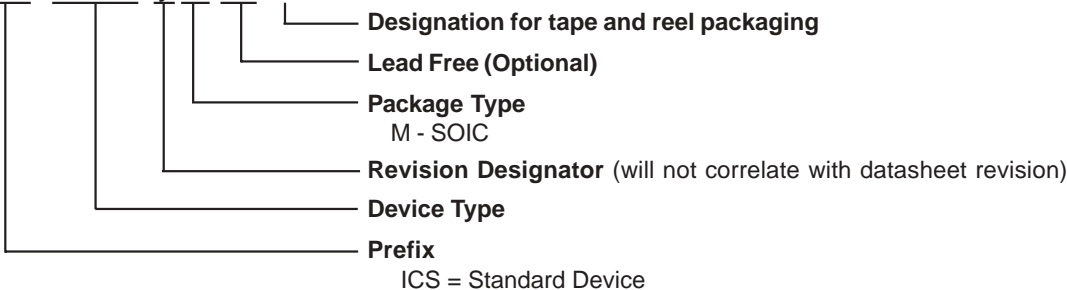 Designation for tape and reel packaging
Lead Free (Optional)
Package Type
M - SOIC
Revision Designator (will not correlate with datasheet revision)
Device Type
Prefix
ICS = Standard Device